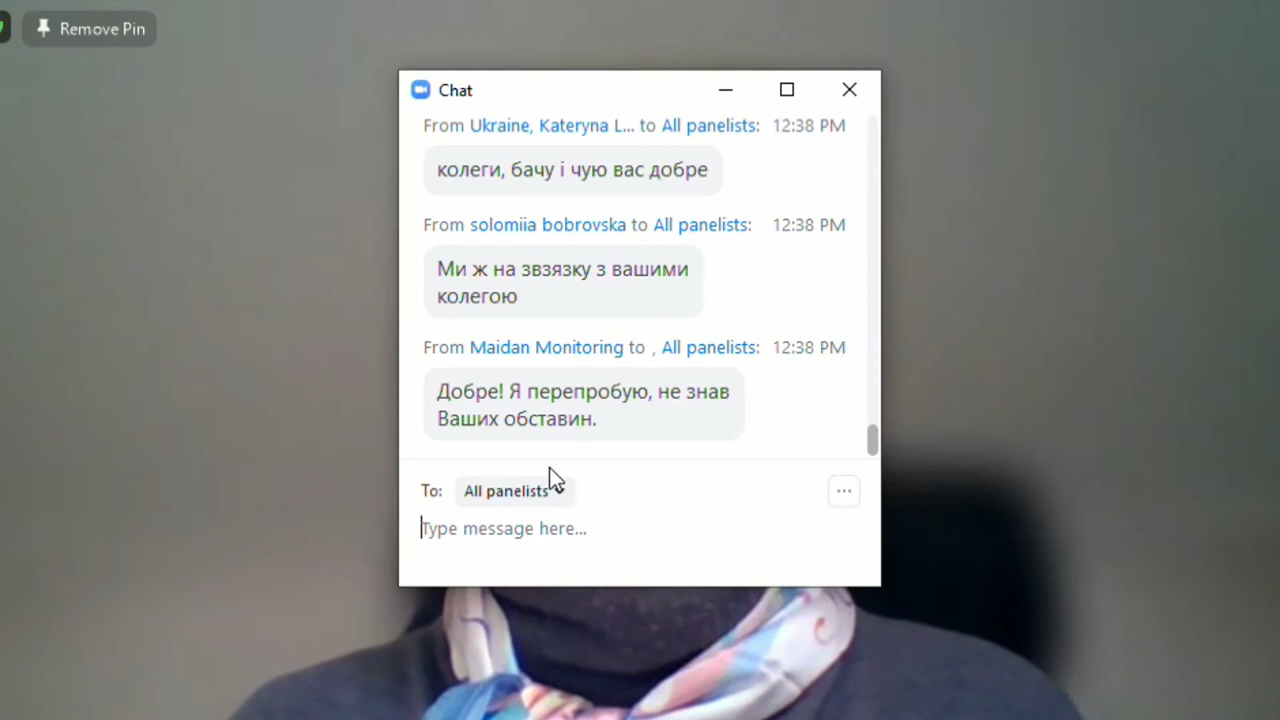 Remove Pin
Chat
From Ukraine, Kateryna L... to All panelists: 12:38 PM
колеги, бачу і чую вас добре
From solomiia bobrovska to All panelists: 12:38 PM
Ми ж на звзязку з вашими
колегою
From Maidan Monitoring to , All panelists: 12:38 PM
Добре! Я перепробую, не знав
Ваших обставин.
To: All panelists
Type message here...